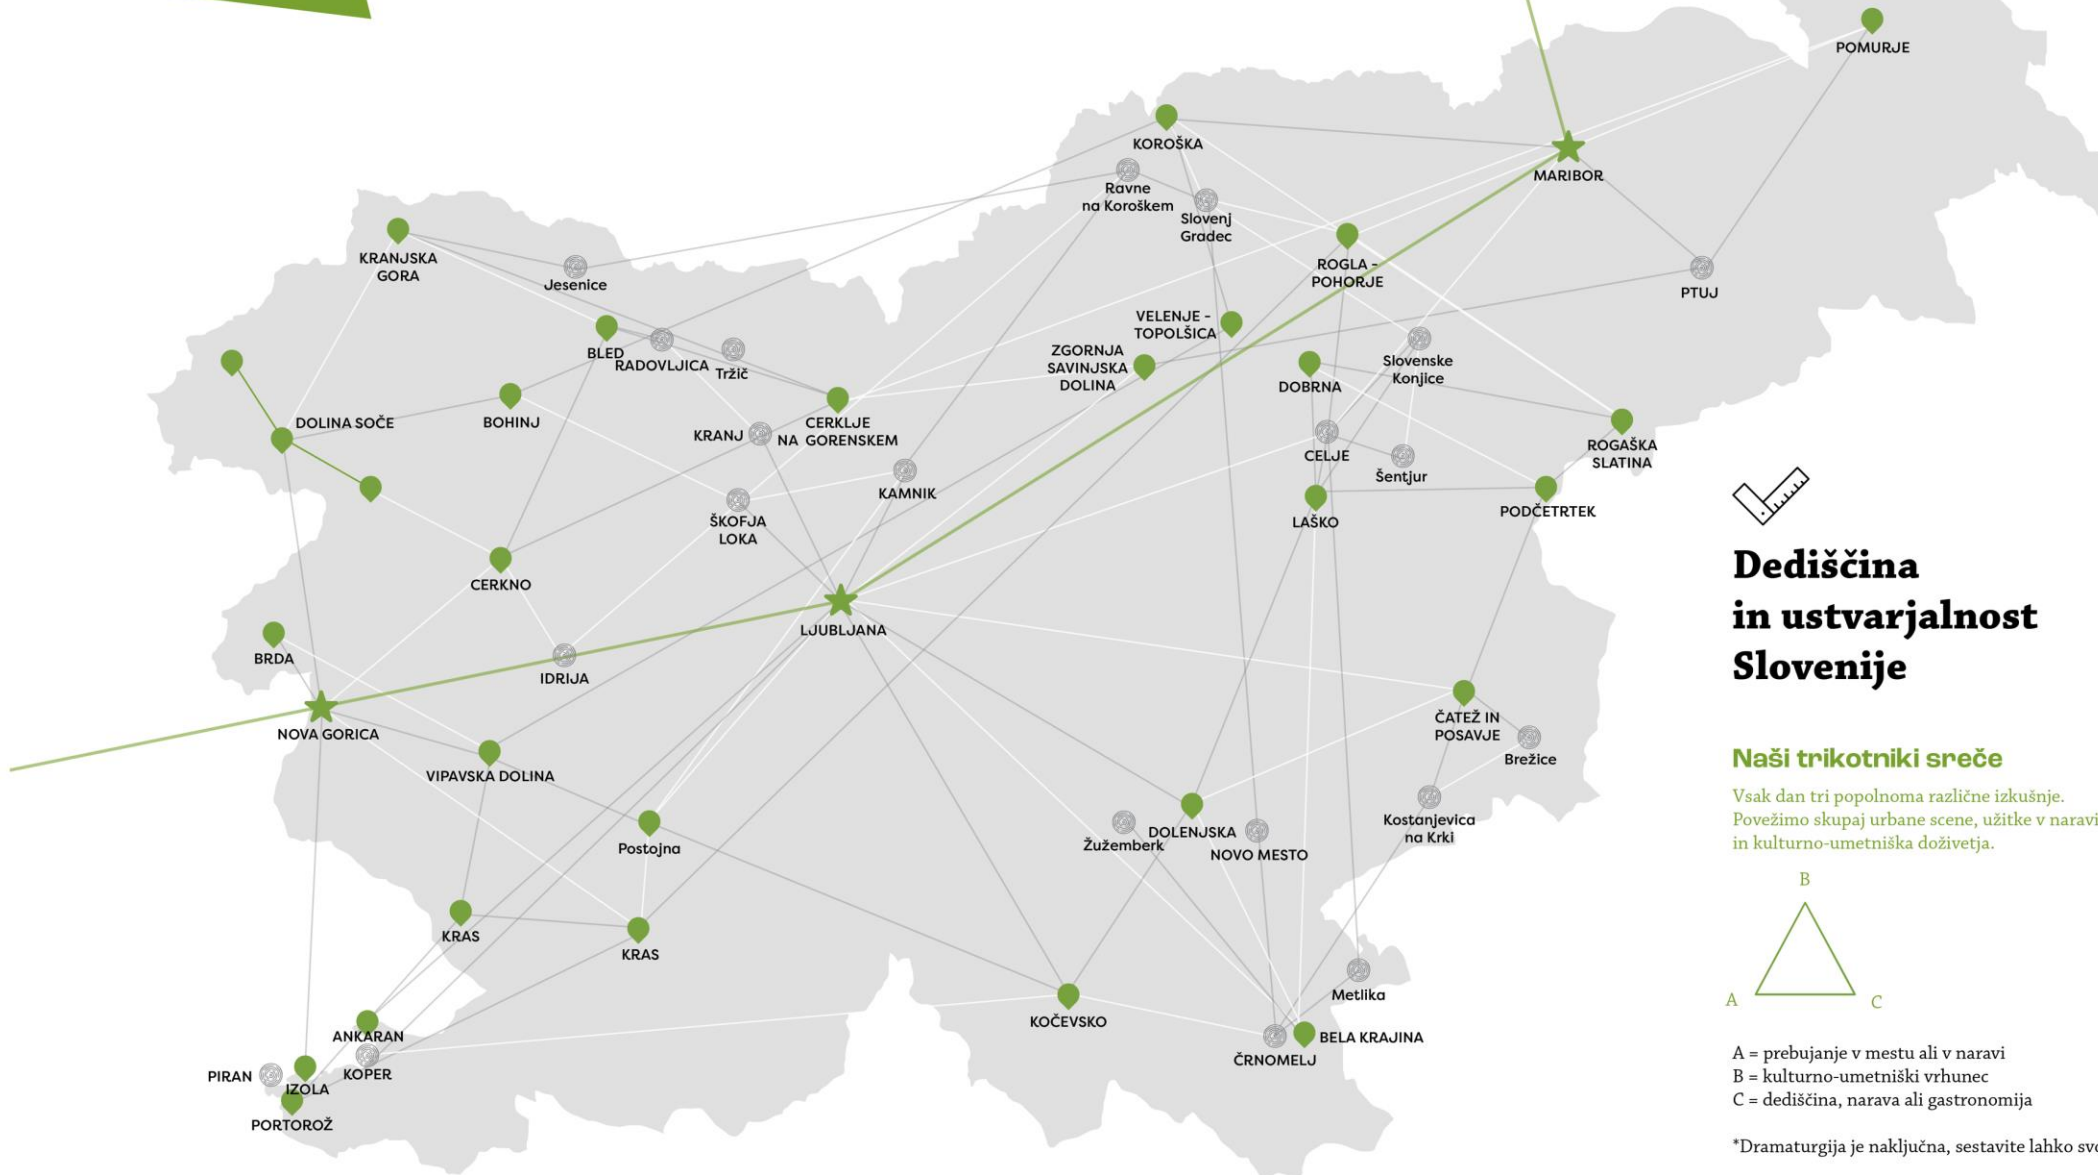 POMURJE
KOROŠKA
MARIBOR
Ravne
na Koroškem
Slovenj
Gradec
KRANJSKA
GORA
Jesenice
ROGLA -
POHORJE
PTUJ
VELENJE -
TOPOLŠICA
BLED
RADOVLJICA
Tržič
ZGORNJA
SAVINJSKA
DOLINA
DOBRNA
Slovenske
Konjice
DOLINA SOČE
BOHINJ
KRANJ
CERKLJE
NA GORENSKEM
ROGAŠKA
SLATINA
CELJE
Šentjur
KAMNIK
ŠKOFJA
LOKA
LAŠKO
PODČETRTEK
CERKNO
LJUBLJANA
BRDA
IDRIJA
NOVA GORICA
ČATEŽ IN
POSAVJE
Brežice
VIPAVSKA DOLINA
Postojna
Žužemberk
DOLENJSKA
NOVO MESTO
Kostanjevica
na Krki
KRAS
KRAS
Metlika
KOČEVSKO
ČRNOMELJ
BELA KRAJINA
ANKARAN
KOPER
PIRAN
IZOLA
PORTOROŽ
Dediščina
in ustvarjalnost
Slovenije
Naši trikotniki sreče
Vsak dan tri popolnoma različne izkušnje.
Povežimo skupaj urbane scene, užitke v naravi
in kulturno-umetniška doživetja.
B
A
C
A = prebujanje v mestu ali v naravi
B = kulturno-umetniški vrhunec
C = dediščina, narava ali gastronomija
*Dramaturgija je naključna, sestavite lahko